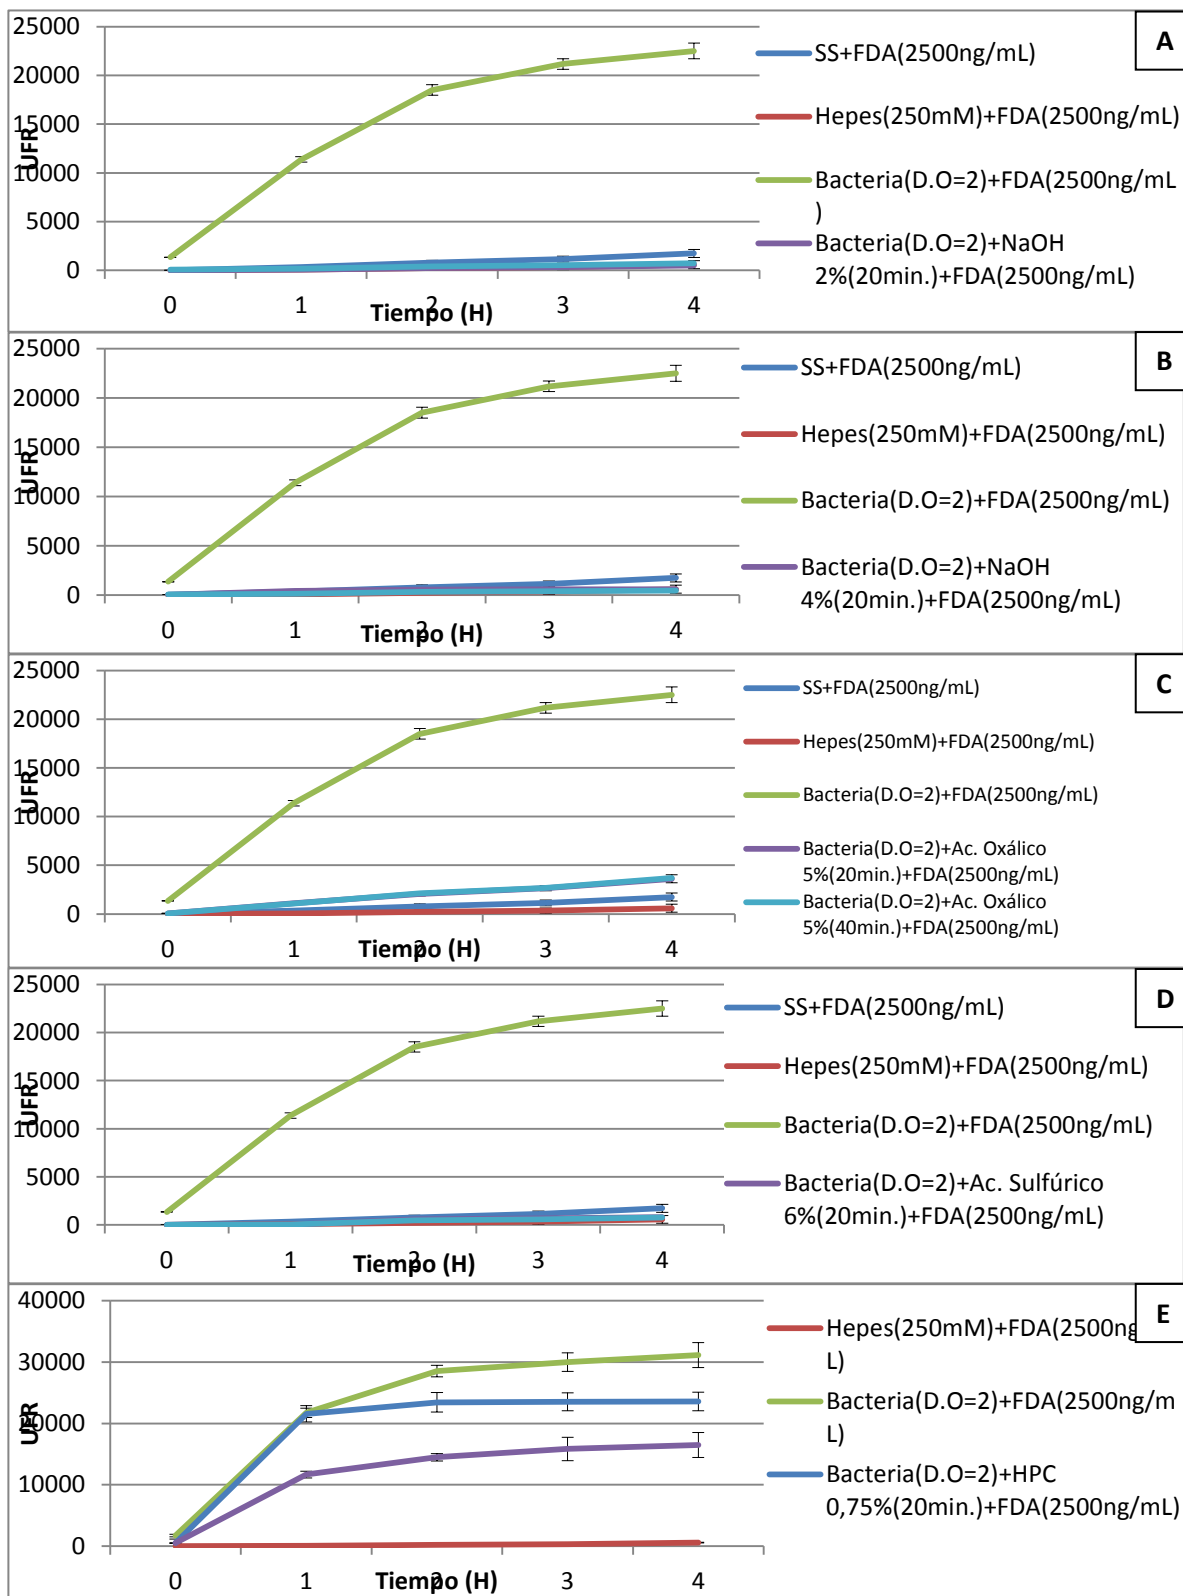 A
25000
20000
15000
10000
5000
0
UFR
0 1 2 3 4
Tiempo (H)
SS+FDA(2500ng/mL)
Hepes(250mM)+FDA(2500ng/mL)
Bacteria(D.O=2)+FDA(2500ng/mL
)
Bacteria(D.O=2)+NaOH
2%(20min.)+FDA(2500ng/mL)
B
25000
20000
15000
10000
5000
0
UFR
0 1 2 3 4
Tiempo (H)
SS+FDA(2500ng/mL)
Hepes(250mM)+FDA(2500ng/mL)
Bacteria(D.O=2)+FDA(2500ng/mL)
Bacteria(D.O=2)+NaOH
4%(20min.)+FDA(2500ng/mL)
C
25000
20000
15000
10000
5000
0
UFR
0 1 2 3 4
Tiempo (H)
SS+FDA(2500ng/mL)
Hepes(250mM)+FDA(2500ng/mL)
Bacteria(D.O=2)+FDA(2500ng/mL)
Bacteria(D.O=2)+Ac. Oxálico
5%(20min.)+FDA(2500ng/mL)
Bacteria(D.O=2)+Ac. Oxálico
5%(40min.)+FDA(2500ng/mL)
D
25000
20000
15000
10000
5000
0
UFR
0 1 2 3 4
Tiempo (H)
SS+FDA(2500ng/mL)
Hepes(250mM)+FDA(2500ng/mL)
Bacteria(D.O=2)+FDA(2500ng/mL)
Bacteria(D.O=2)+Ac. Sulfúrico
6%(20min.)+FDA(2500ng/mL)
E
40000
30000
20000
10000
0
UFR
0 1 2 3 4
Tiempo (H)
Hepes(250mM)+FDA(2500ng
L)
Bacteria(D.O=2)+FDA(2500ng/m
L)
Bacteria(D.O=2)+HPC
0,75%(20min.)+FDA(2500ng/mL)